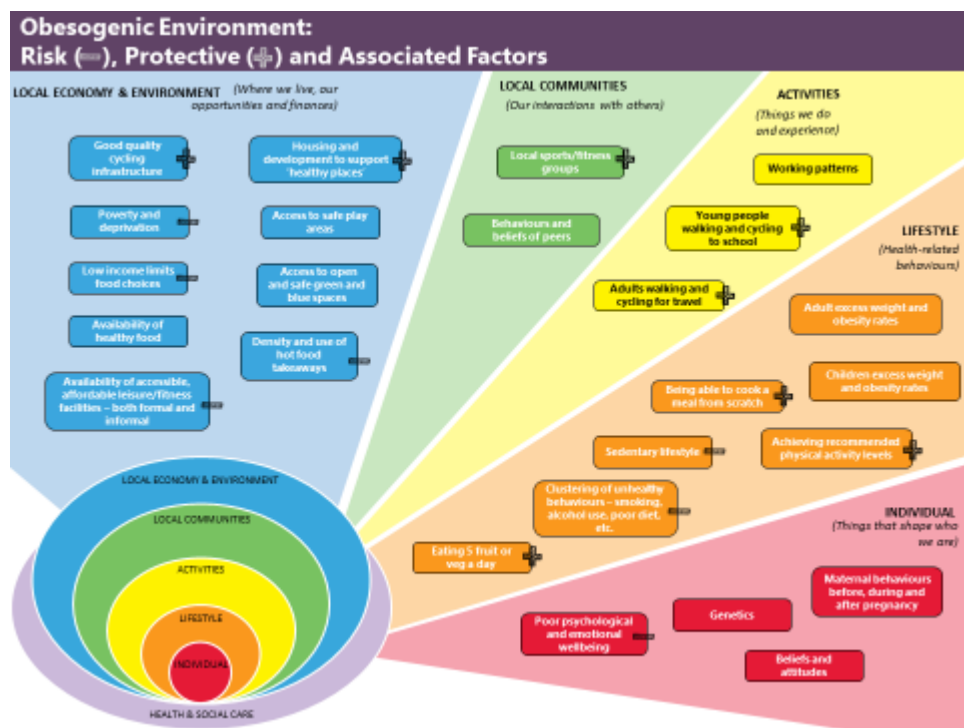 Obesogenic Environment:
Risk (—), Protective (+) and Associated Factors
LOCAL ECONOMY & ENVIRONMENT
(Where we live, our
opportunities and finances)
Good quality
cycling
infrastructure
Housing and
development to support
'healthy places'
Poverty and
deprivation
Access to safe play
areas
Low income limits
food choices
Access to open
and safe green and
blue spaces
Availability of
healthy food
Density and use of
hot food
takeaways
Availability of accessible,
affordable leisure/fitness
facilities – both formal and
informal
LOCAL COMMUNITIES
(Our interactions with others)
Local sports/fitness
groups
Behaviours and
beliefs of peers
ACTIVITIES
(Things we do
and experience)
Working patterns
Young people
walking and cycling
to school
Adults walking and
cycling for travel
LIFESTYLE
(Health-related
behaviours)
Adult excess weight and
obesity rates
Children excess weight
and obesity rates
Being able to cook a
meal from scratch
Sedentary lifestyle
Achieving recommended
physical activity levels
Clustering of unhealthy
behaviours – smoking,
alcohol use, poor diet,
etc.
Eating 5 fruit or
veg a day
INDIVIDUAL
(Things that shape who
we are)
Maternal behaviours
before, during and
after pregnancy
Genetics
Poor psychological
and emotional
wellbeing
Beliefs and
attitudes
LOCAL ECONOMY & ENVIRONMENT
LOCAL COMMUNITIES
ACTIVITIES
LIFESTYLE
INDIVIDUAL
HEALTH & SOCIAL CARE